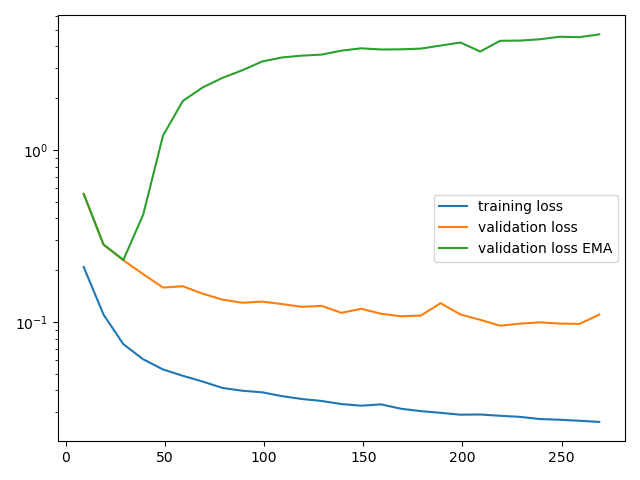 10⁰
10⁻¹
training loss
validation loss
validation loss EMA
0 50 100 150 200 250